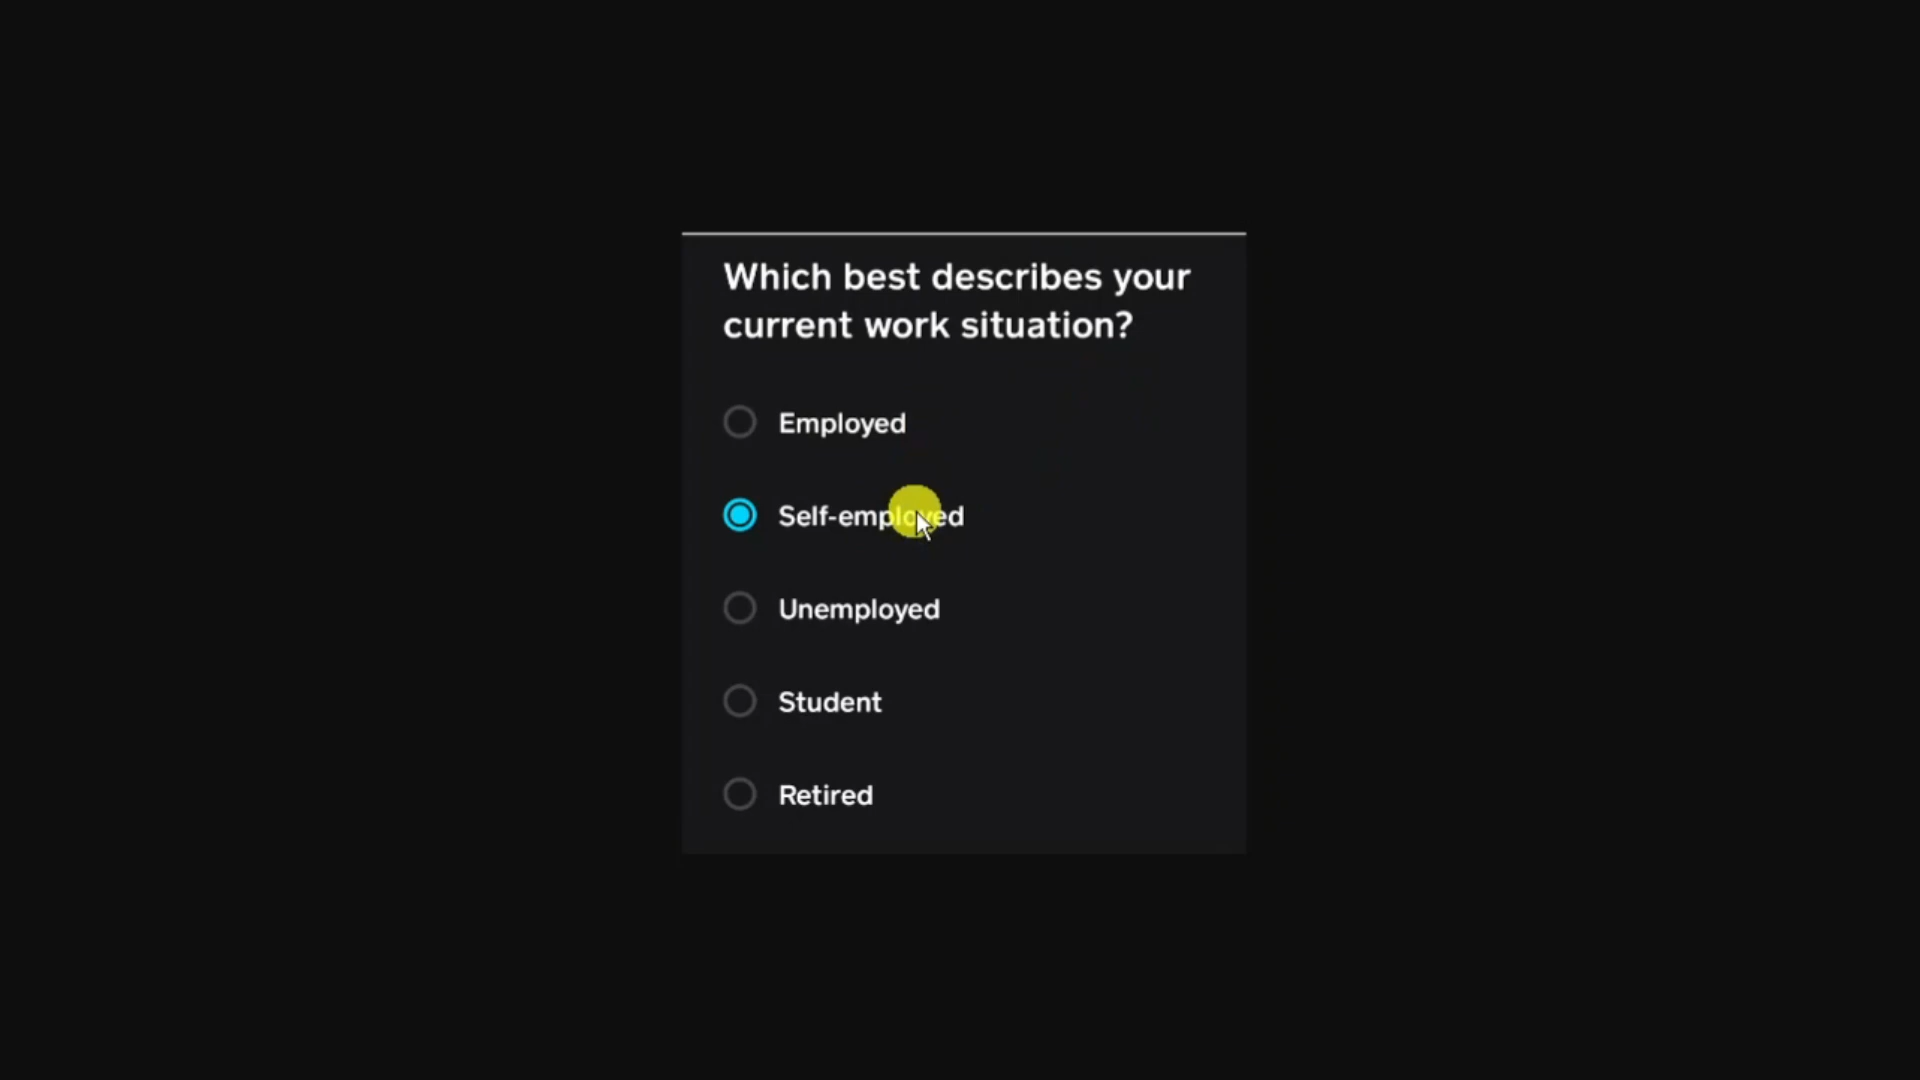 Which best describes your
current work situation?
Employed
Self-employed
Unemployed
Student
Retired